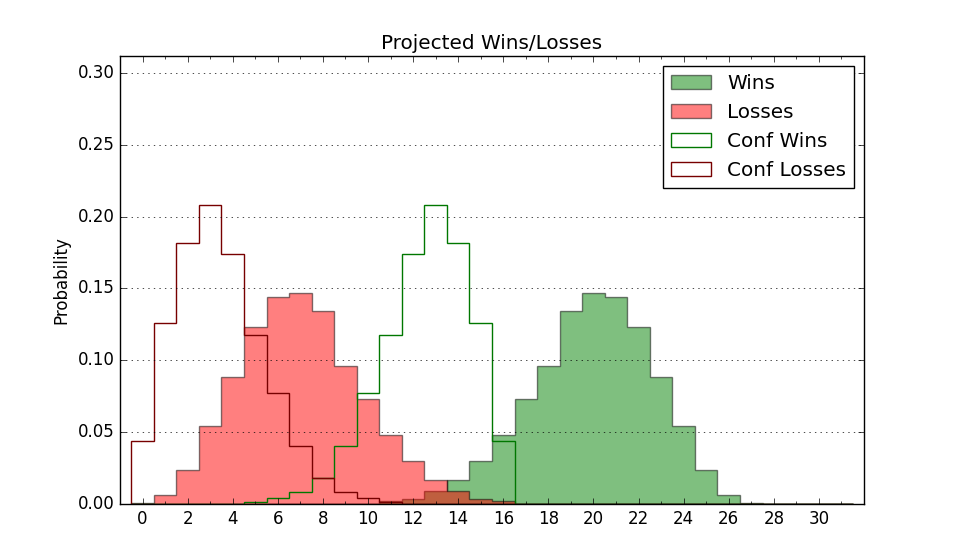 Projected Wins/Losses
Probability
0.30
0.25
0.20
0.15
0.10
0.05
0.00
Wins
Losses
Conf Wins
Conf Losses
0 2 4 6 8 10 12 14 16 18 20 22 24 26 28 30